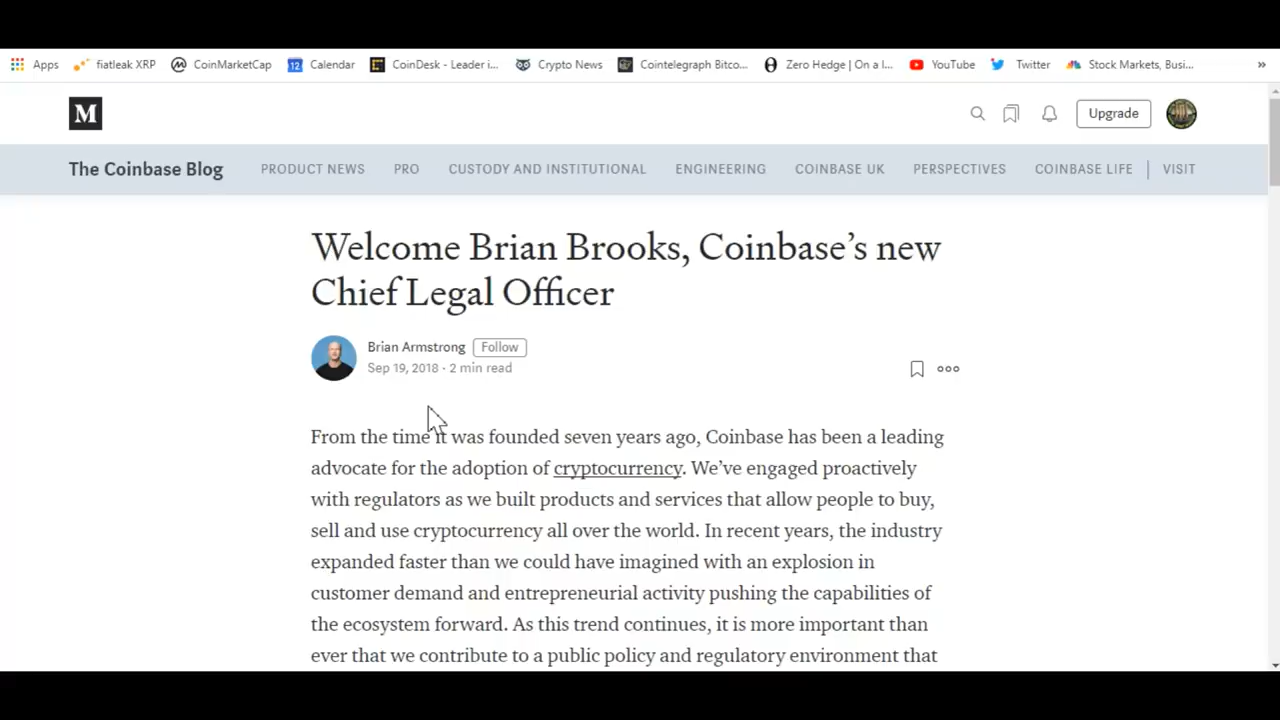 Apps fiatleak XRP CoinMarketCap 12 Calendar CoinDesk - Leader i... Crypto News Cointelegraph Bitco... Zero Hedge | On a l... YouTube Twitter Stock Markets, Busi... »
M Upgrade
The Coinbase Blog PRODUCT NEWS PRO CUSTODY AND INSTITUTIONAL ENGINEERING COINBASE UK PERSPECTIVES COINBASE LIFE VISIT
Welcome Brian Brooks, Coinbase’s new
Chief Legal Officer
Brian Armstrong Follow
Sep 19, 2018 · 2 min read
From the time it was founded seven years ago, Coinbase has been a leading
advocate for the adoption of cryptocurrency. We’ve engaged proactively
with regulators as we built products and services that allow people to buy,
sell and use cryptocurrency all over the world. In recent years, the industry
expanded faster than we could have imagined with an explosion in
customer demand and entrepreneurial activity pushing the capabilities of
the ecosystem forward. As this trend continues, it is more important than
ever that we contribute to a public policy and regulatory environment that